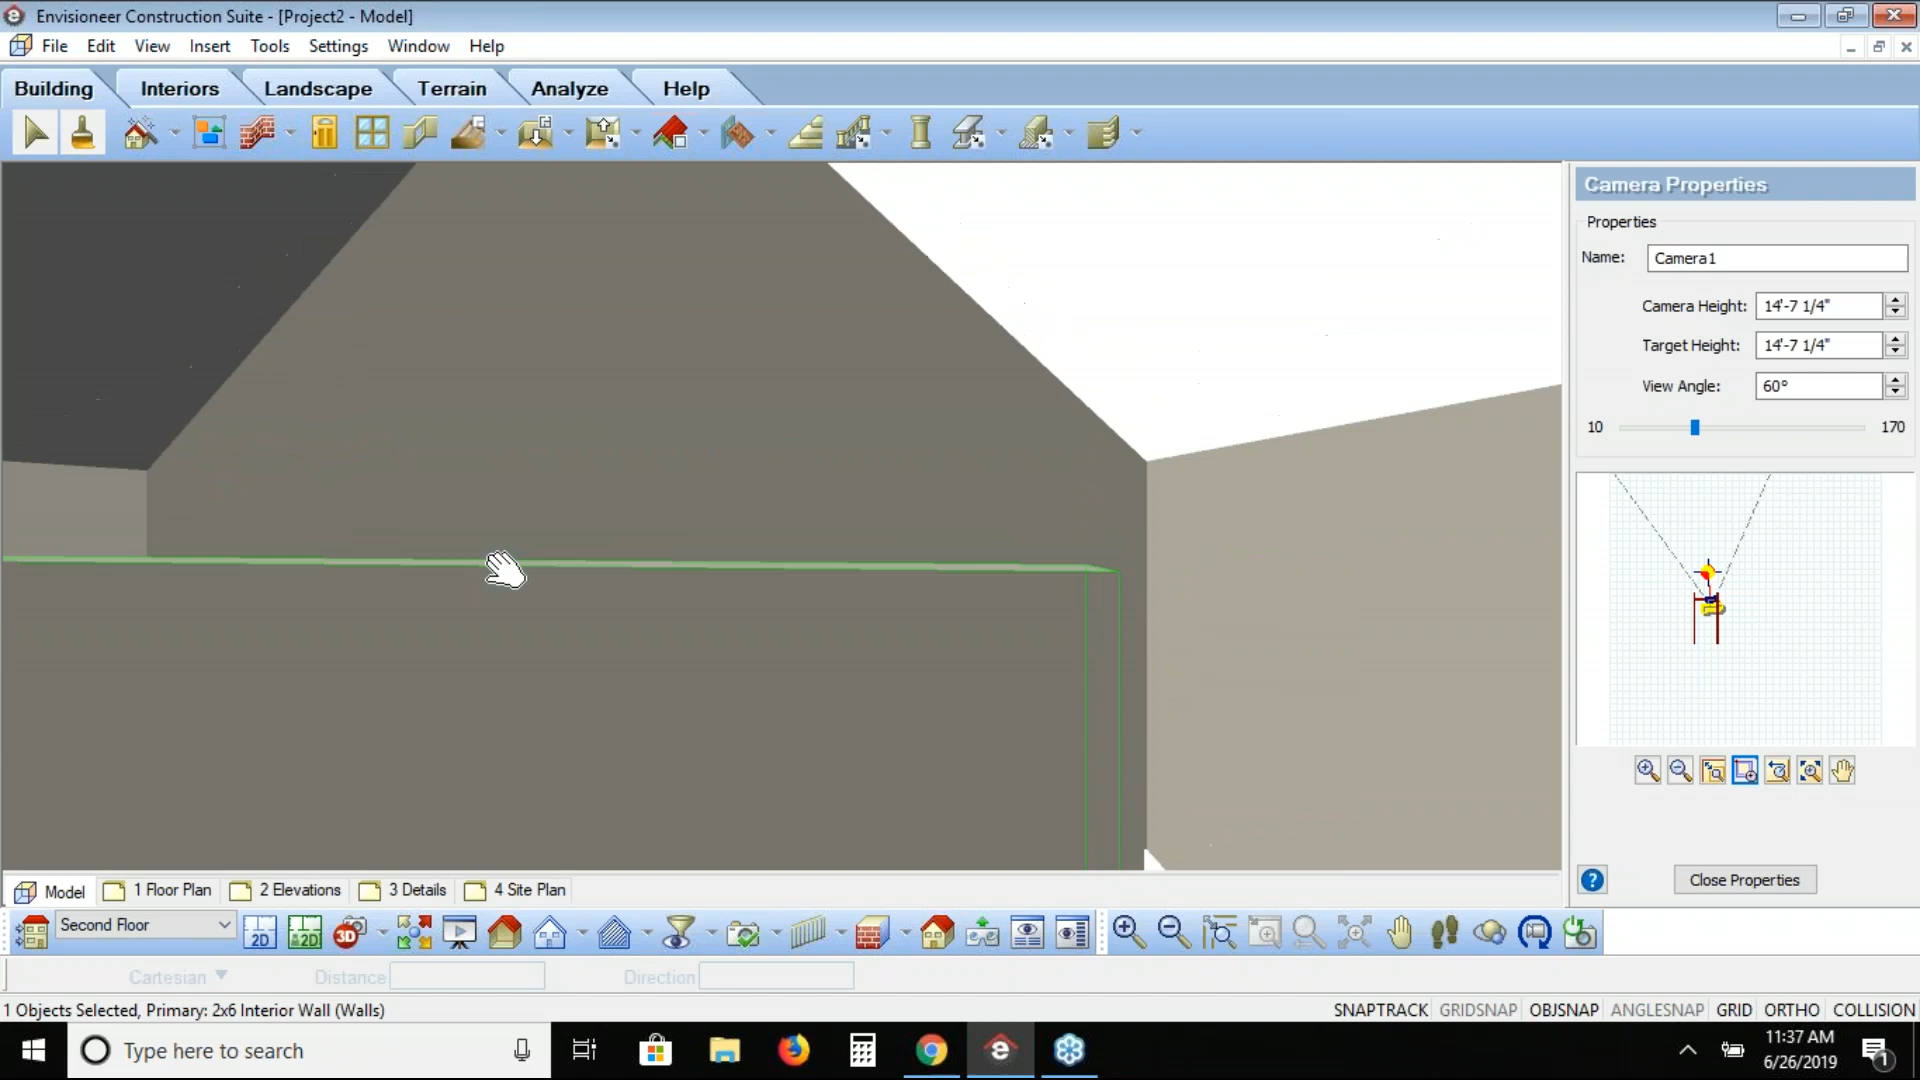 Envisioneer Construction Suite - [Project2 - Model]
File Edit View Insert Tools Settings Window Help
Building Interiors Landscape Terrain Analyze Help
Camera Properties
Properties
Name: Camera1
Camera Height: 14'-7 1/4"
Target Height: 14'-7 1/4"
View Angle: 60°
10 170
Close Properties
Model 1 Floor Plan 2 Elevations 3 Details 4 Site Plan
Second Floor 2D 2D 3D
Cartesian Distance Direction
1 Objects Selected, Primary: 2x6 Interior Wall (Walls) SNAPTRACK GRIDSNAP OBJSNAP ANGLESNAP GRID ORTHO COLLISION
Type here to search
11:37 AM
6/26/2019
1